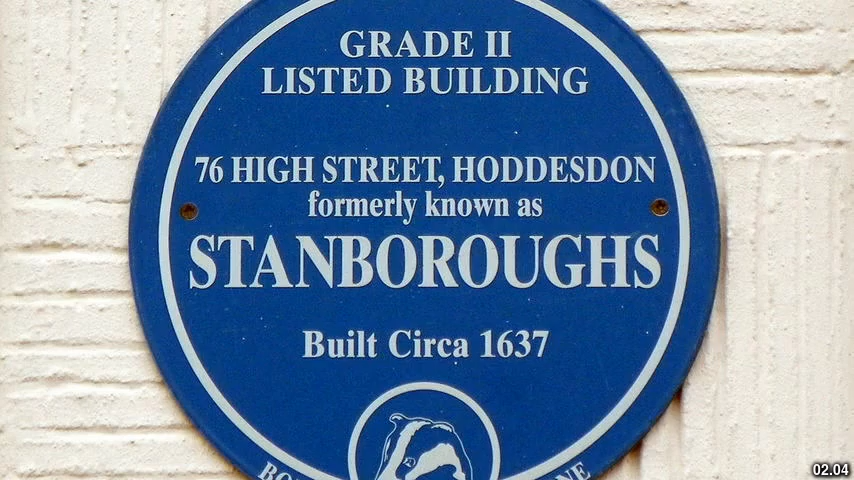 GRADE II
LISTED BUILDING
76 HIGH STREET, HODDESDON
formerly known as
STANBOROUGHS
Built Circa 1637
02.04